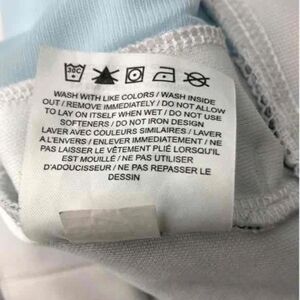 30C
WASH WITH LIKE COLORS / WASH INSIDE
OUT / REMOVE IMMEDIATELY / DO NOT ALLOW
TO LAY ON ITSELF WHEN WET / DO NOT USE
SOFTENERS / DO NOT IRON DESIGN
LAVER AVEC COULEURS SIMILAIRES / LAVER
A L'ENVERS / ENLEVER IMMEDIATEMENT / NE
PAS LAISSER LE VÊTEMENT PLIÉ LORSQU'IL
EST MOUILLÉ / NE PAS UTILISER
D'ADOUCISSEUR / NE PAS REPASSER LE
DESSIN